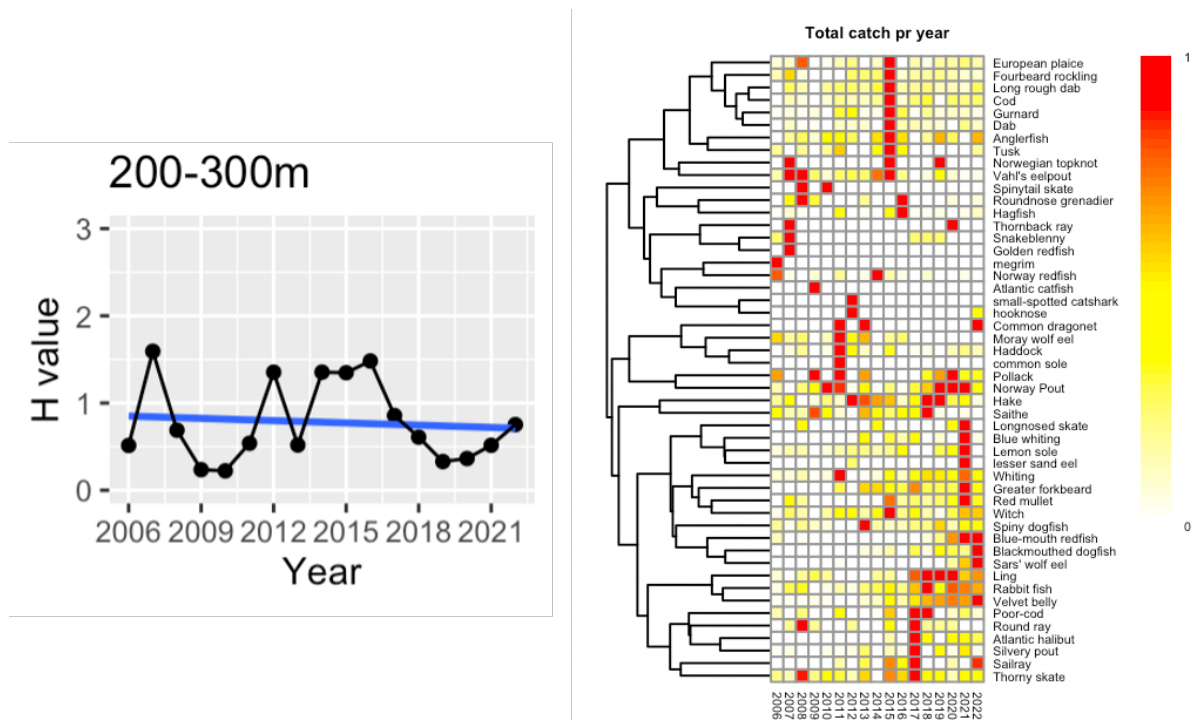 200-300m
3
2
1
0
H value
2006 2009 2012 2015 2018 2021
Year
Total catch pr year
European plaice
Fourbeard rockling
Long rough dab
Cod
Gurnard
Dab
Anglerfish
Tusk
Norwegian topknot
Vahl's eelpout
Spinytail skate
Roundnose grenadier
Hagfish
Thornback ray
Snakeblenny
Golden redfish
megrim
Norway redfish
Atlantic catfish
small-spotted catshark
hooknose
Common dragonet
Moray wolf eel
Haddock
common sole
Pollack
Norway Pout
Hake
Saithe
Longnosed skate
Blue whiting
Lemon sole
lesser sand eel
Whiting
Greater forkbeard
Red mullet
Witch
Spiny dogfish
Blue-mouth redfish
Blackmouthed dogfish
Sars' wolf eel
Ling
Rabbit fish
Velvet belly
Poor-cod
Round ray
Atlantic halibut
Silvery pout
Sailray
Thorny skate
2006 2007 2008 2009 2010 2011 2012 2013 2014 2015 2016 2017 2018 2019 2020 2021 2022
1
0